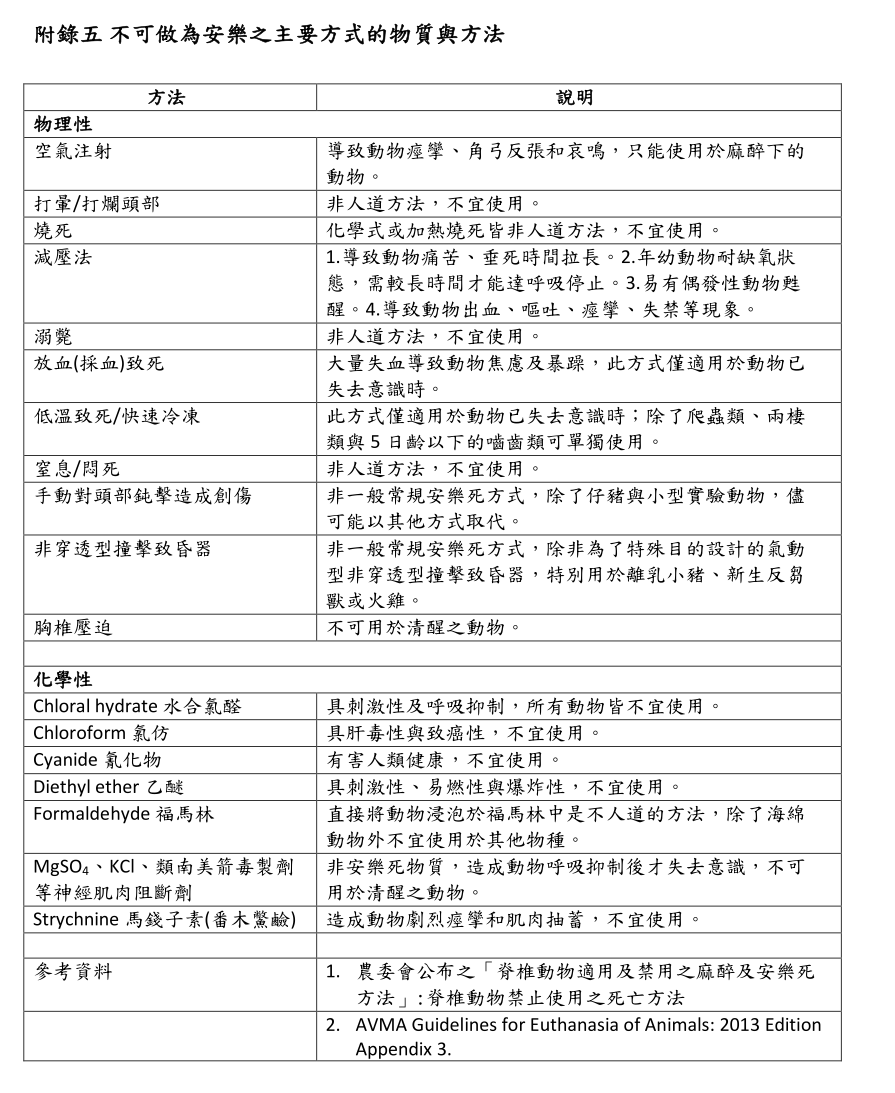 附錄五 不可做為安樂之主要方式的物質與方法
方法 說明
物理性
空氣注射 導致動物痙攣、角弓反張和哀鳴，只能使用於麻醉下的
動物。
打暈/打爛頭部 非人道方法，不宜使用。
燒死 化學式或加熱燒死皆非人道方法，不宜使用。
減壓法 1.導致動物痛苦、垂死時間拉長。2.年幼動物耐缺氧狀
態，需較長時間才能達呼吸停止。3.易有偶發性動物甦
醒。4.導致動物出血、嘔吐、痙攣、失禁等現象。
溺斃 非人道方法，不宜使用。
放血(採血)致死 大量失血導致動物焦慮及暴躁，此方式僅適用於動物已
失去意識時。
低溫致死/快速冷凍 此方式僅適用於動物已失去意識時；除了爬蟲類、兩棲
類與 5 日齡以下的嚙齒類可單獨使用。
窒息/悶死 非人道方法，不宜使用。
手動對頭部鈍擊造成創傷 非一般常規安樂死方式，除了仔豬與小型實驗動物，儘
可能以其他方式取代。
非穿透型撞擊致昏器 非一般常規安樂死方式，除非為了特殊目的設計的氣動
型非穿透型撞擊致昏器，特別用於離乳小豬、新生反芻
獸或火雞。
胸椎壓迫 不可用於清醒之動物。
化學性
Chloral hydrate 水合氯醛 具刺激性及呼吸抑制，所有動物皆不宜使用。
Chloroform 氯仿 具肝毒性與致癌性，不宜使用。
Cyanide 氰化物 有害人類健康，不宜使用。
Diethyl ether 乙醚 具刺激性、易燃性與爆炸性，不宜使用。
Formaldehyde 福馬林 直接將動物浸泡於福馬林中是不人道的方法，除了海綿
動物外不宜使用於其他物種。
MgSO₄、KCl、類南美箭毒製劑 非安樂死物質，造成動物呼吸抑制後才失去意識，不可
等神經肌肉阻斷劑 用於清醒之動物。
Strychnine 馬錢子素(番木鱉鹼) 造成動物劇烈痙攣和肌肉抽蓄，不宜使用。
參考資料 1. 農委會公布之「脊椎動物適用及禁用之麻醉及安樂死
方法」:脊椎動物禁止使用之死亡方法
2. AVMA Guidelines for Euthanasia of Animals: 2013 Edition
Appendix 3.